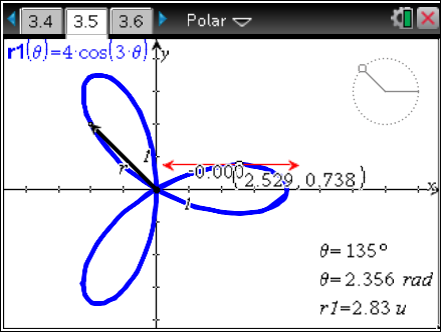 3.4 3.5 3.6 Polar
r1(θ)=4·cos(3·θ)
y
1
r
-0.000
(2.529, 0.738)
x
1
θ= 135°
θ= 2.356 rad
r1= 2.83 u